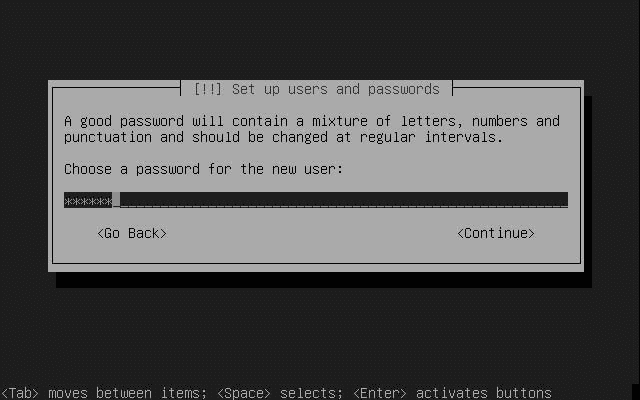 [!!] Set up users and passwords
A good password will contain a mixture of letters, numbers and
punctuation and should be changed at regular intervals.
Choose a password for the new user:
******_
<Go Back> <Continue>
<Tab> moves between items; <Space> selects; <Enter> activates buttons